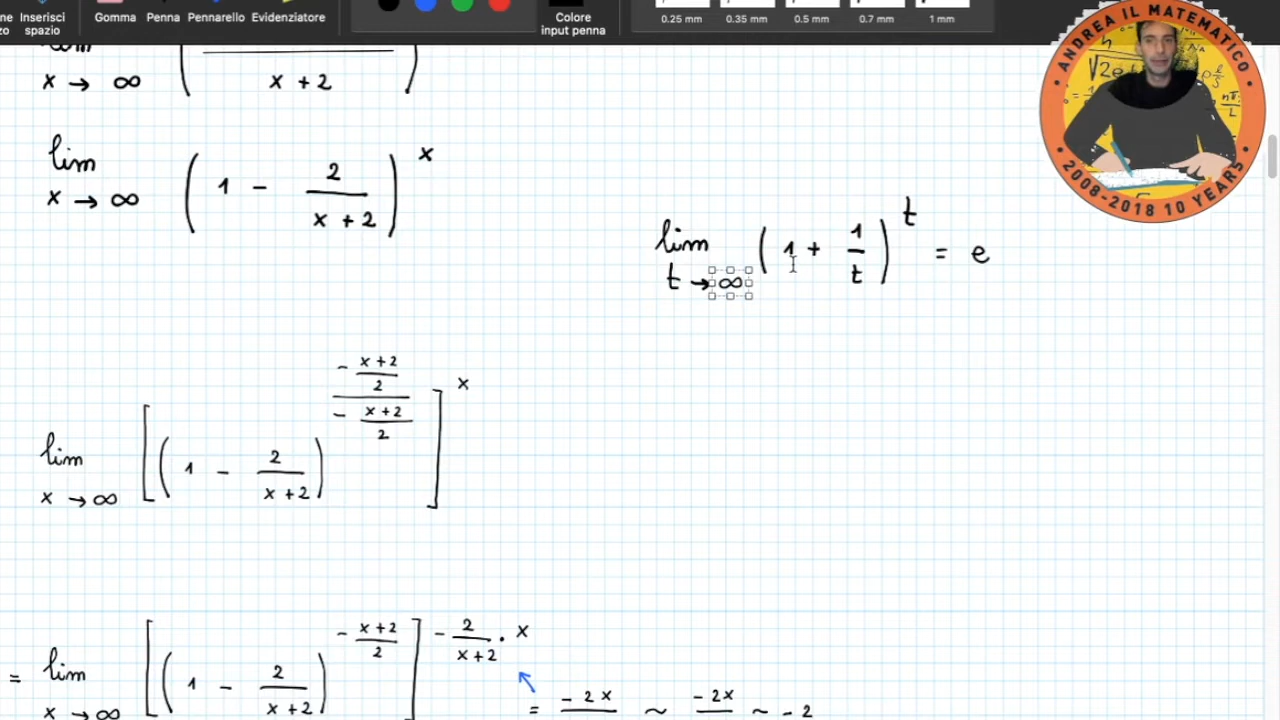 ne Inserisci
zo spazio
Gomma Penna Pennarello Evidenziatore
Colore
input penna
0.25 mm 0.35 mm 0.5 mm 0.7 mm 1 mm
ANDREA IL MATEMATICO
2008-2018 10 YEARS
x → ∞ ( x + 2 )
lim x → ∞ ( 1 - 2 / x + 2 ) x
lim t → ∞ ( 1 + 1 / t ) t = e
lim x → ∞ [ ( 1 - 2 / x + 2 ) - x + 2 / 2 / - x + 2 / 2 ] x
= lim x → ∞ [ ( 1 - 2 / x + 2 ) - x + 2 / 2 ] - 2 / x + 2 · x
= - 2x ~ - 2x ~ - 2